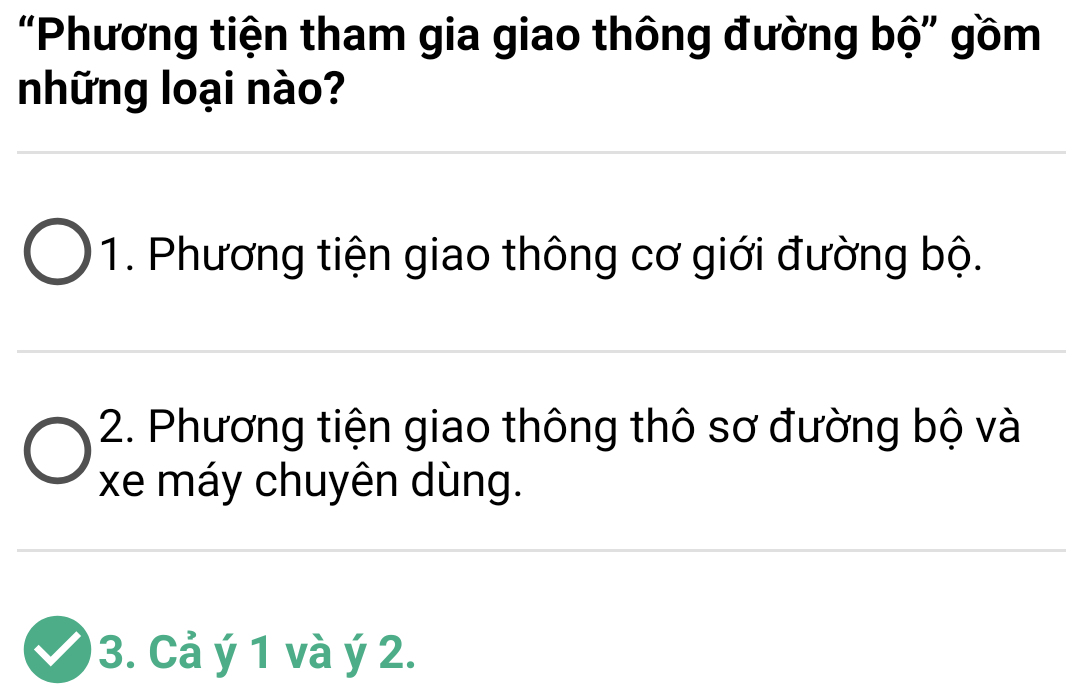 “Phương tiện tham gia giao thông đường bộ” gồm
những loại nào?
1. Phương tiện giao thông cơ giới đường bộ.
2. Phương tiện giao thông thô sơ đường bộ và
xe máy chuyên dùng.
3. Cả ý 1 và ý 2.